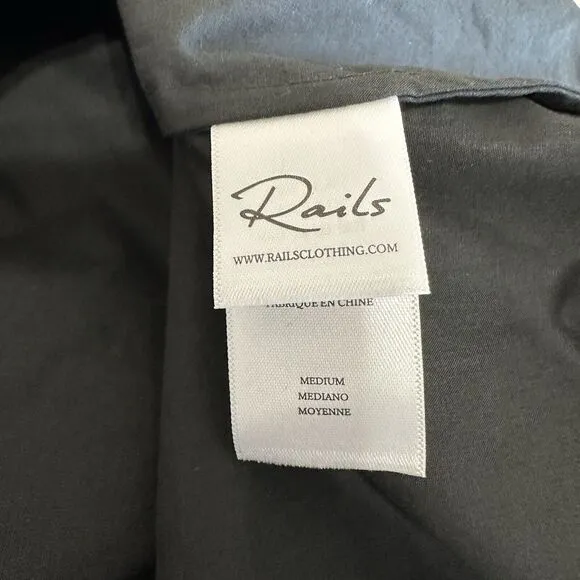 Rails
WWW.RAILSCLOTHING.COM
FABRIQUE EN CHINE
MEDIUM
MEDIANO
MOYENNE